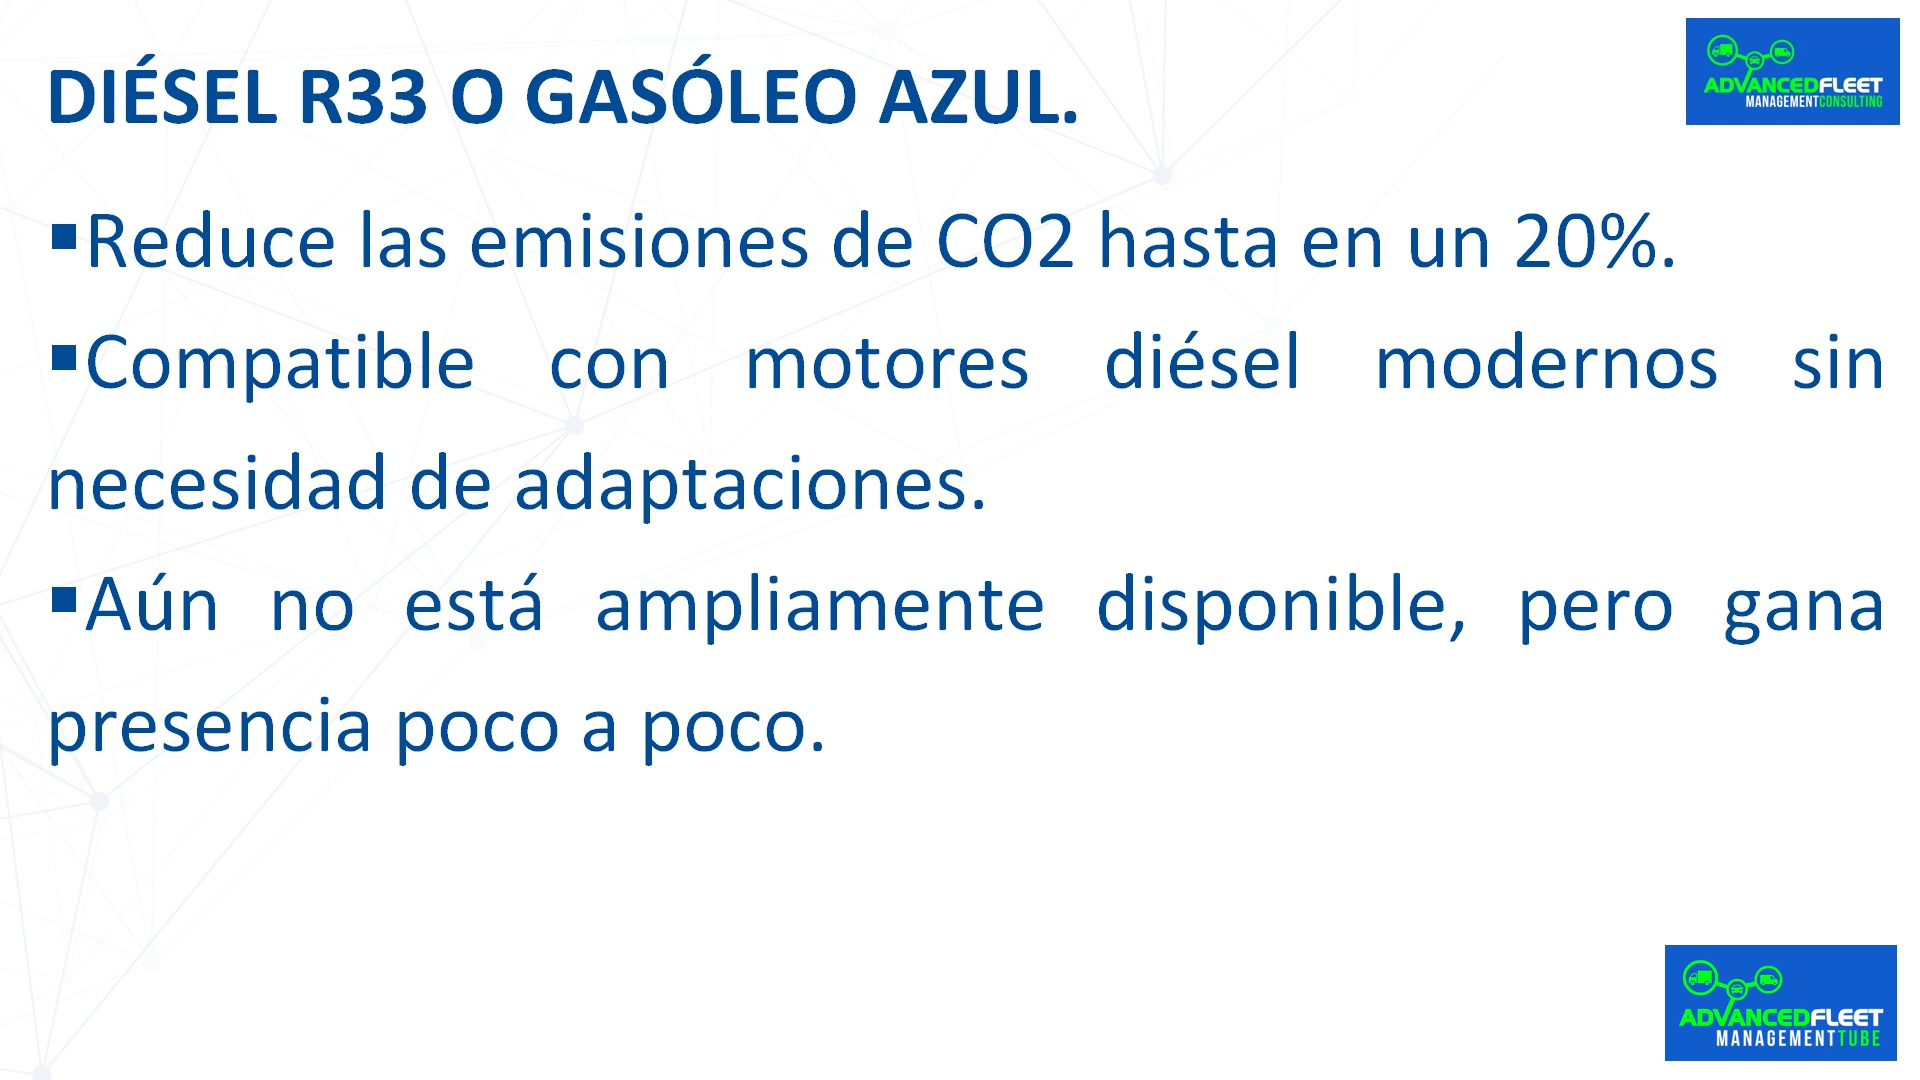 DIÉSEL R33 O GASÓLEO AZUL.
ADVANCEDFLEET
MANAGEMENTCONSULTING
▪Reduce las emisiones de CO2 hasta en un 20%.
▪Compatible con motores diésel modernos sin
necesidad de adaptaciones.
▪Aún no está ampliamente disponible, pero gana
presencia poco a poco.
ADVANCEDFLEET
MANAGEMENTTUBE